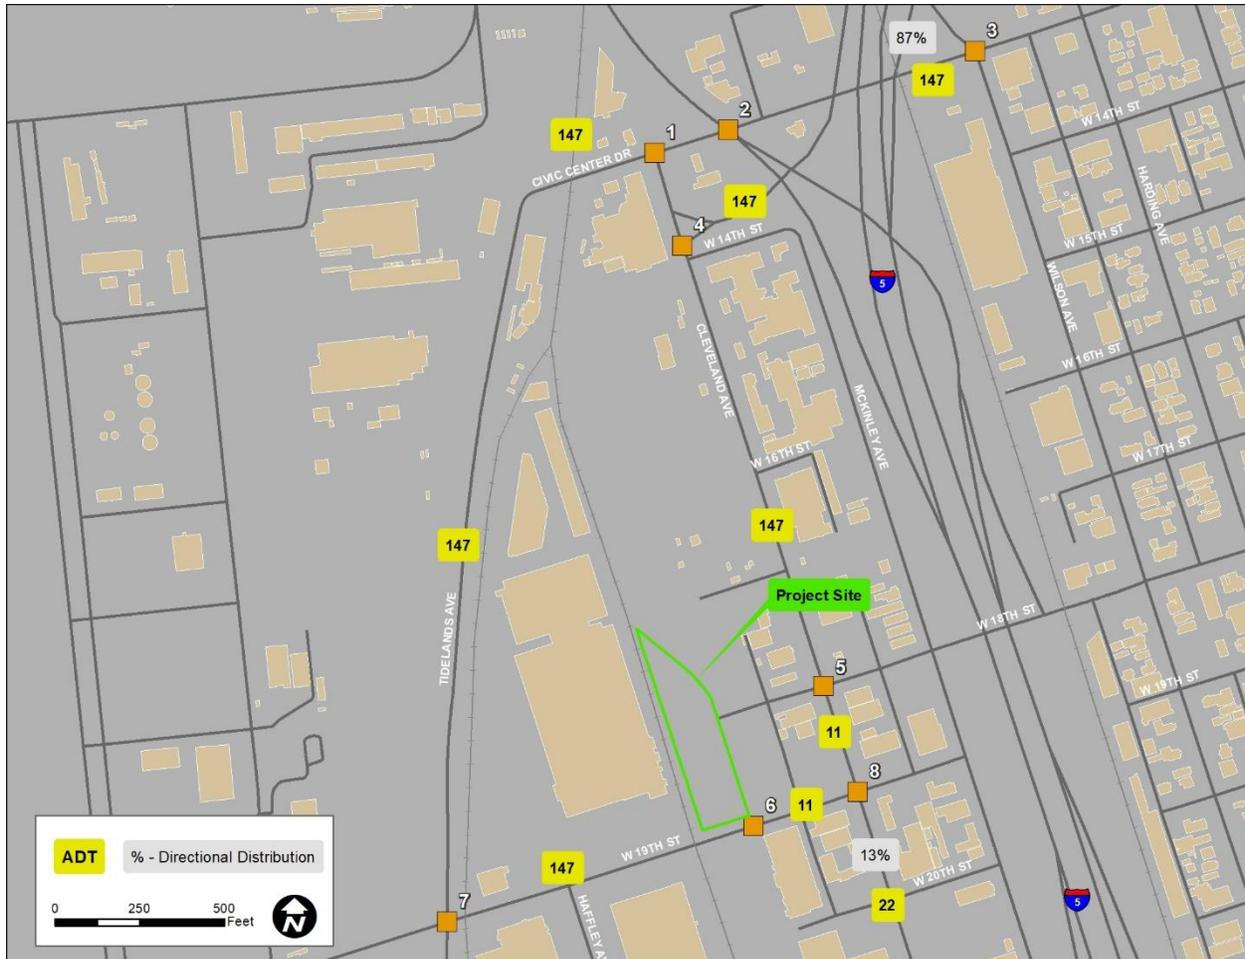 87%
3
147
W 14TH ST
2
1
147
CIVIC CENTER DR
HARDING AVE
147
4
W 14TH ST
W 15TH ST
5
WILSON AVE
CLEVELAND AVE
W 16TH ST
MCKINLEY AVE
W 16TH ST
W 17TH ST
147
147
Project Site
TIDELANDS AVE
W 18TH ST
5
W 19TH ST
11
8
6
11
W 19TH ST
13%
147
W 20TH ST
22
7
HAFFLEY AV
5
ADT
% - Directional Distribution
0 250 500
Feet
N